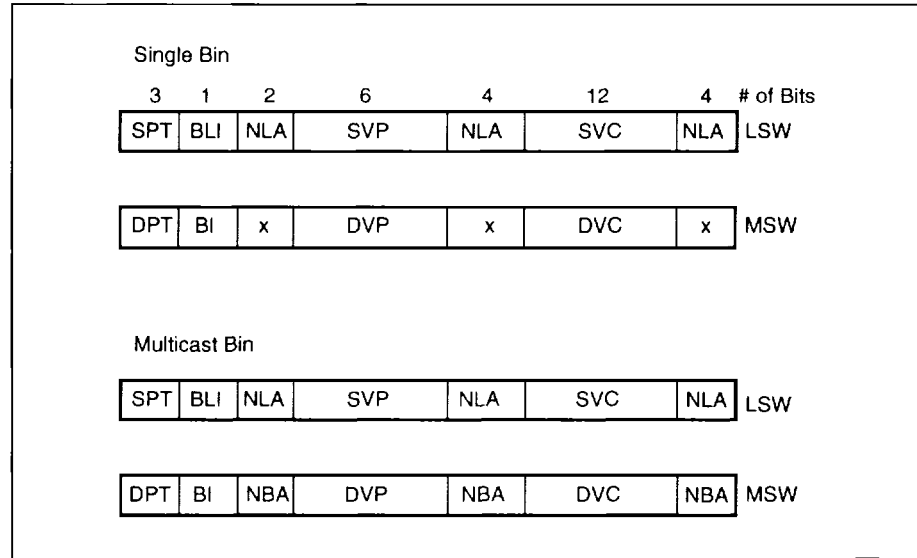 Single Bin
3 1 2 6 4 12 4 # of Bits
SPT BLI NLA SVP NLA SVC NLA LSW
DPT BI x DVP x DVC x MSW
Multicast Bin
SPT BLI NLA SVP NLA SVC NLA LSW
DPT BI NBA DVP NBA DVC NBA MSW